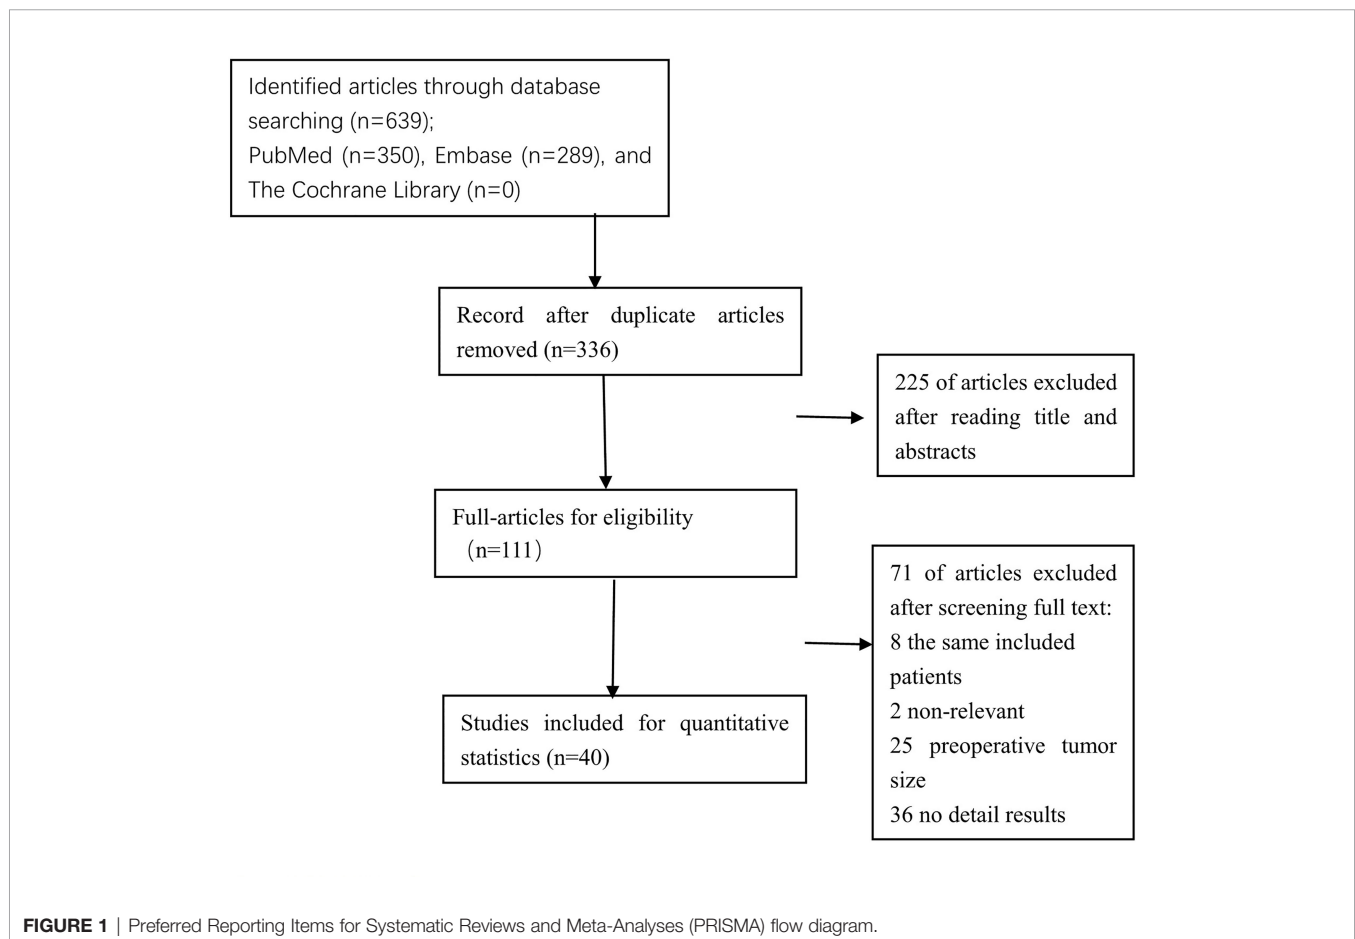 Identified articles through database
searching (n=639);
PubMed (n=350), Embase (n=289), and
The Cochrane Library (n=0)
Record after duplicate articles
removed (n=336)
225 of articles excluded
after reading title and
abstracts
Full-articles for eligibility
（n=111）
71 of articles excluded
after screening full text:
8 the same included
patients
2 non-relevant
25 preoperative tumor
size
36 no detail results
Studies included for quantitative
statistics (n=40)
FIGURE 1 | Preferred Reporting Items for Systematic Reviews and Meta-Analyses (PRISMA) flow diagram.